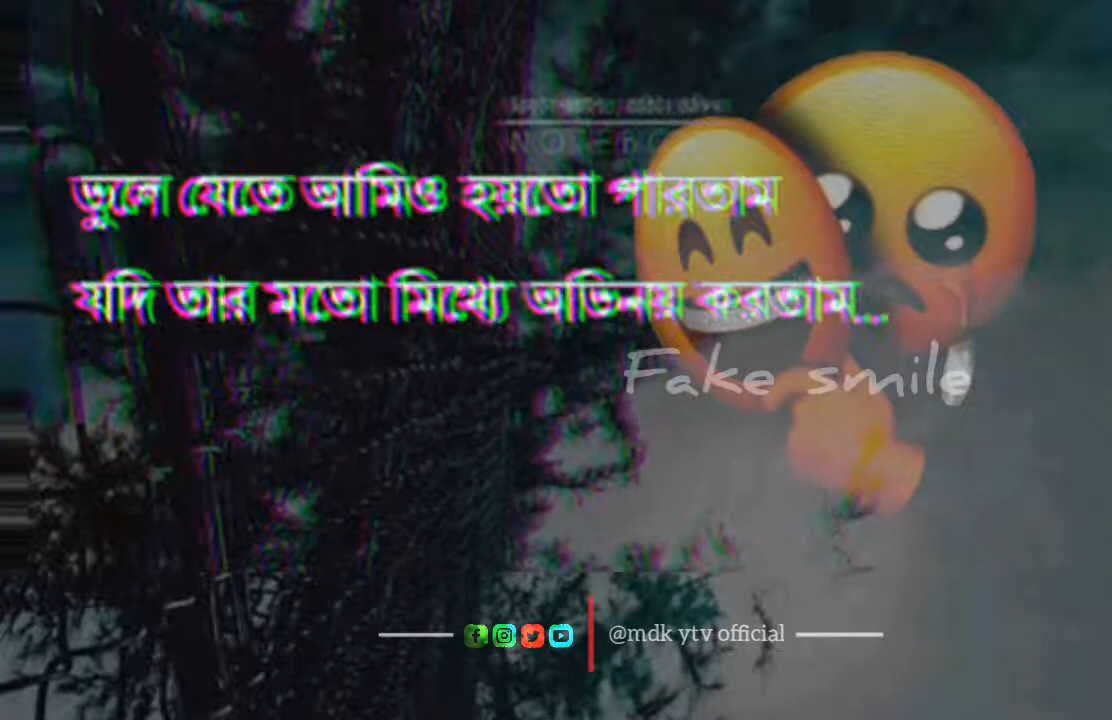 ভুলে যেতে আমিও হয়তো পারতাম
যদি তার মতো মিথ্যে অভিনয় করতাম...
Fake smile
@mdk ytv official